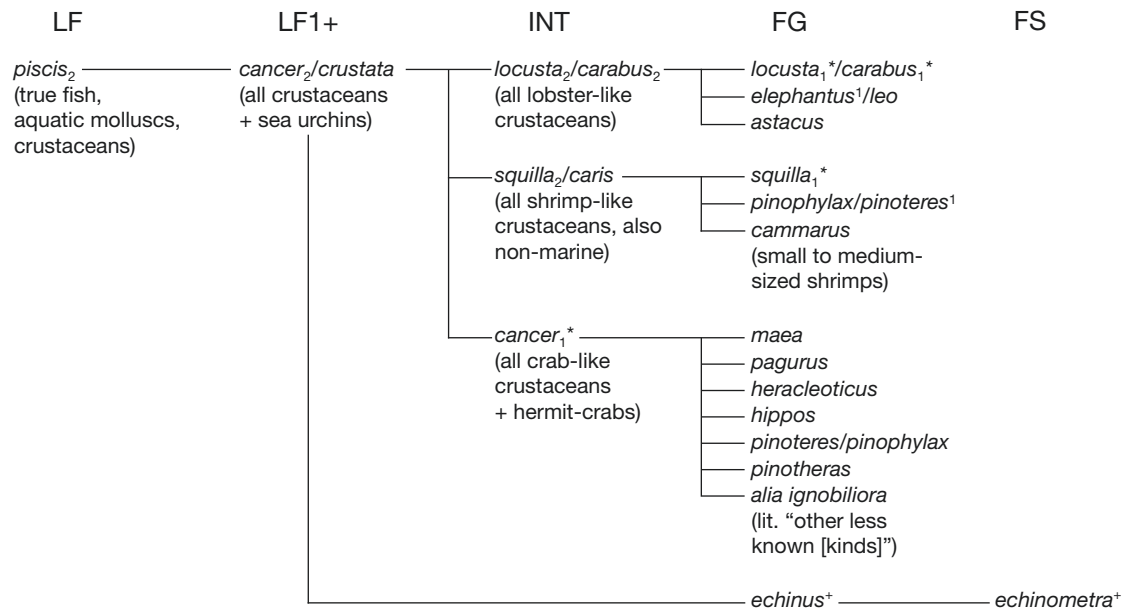 LF LF1+ INT FG FS
piscis₂ cancer₂/crustata locusta₂/carabus₂ locusta₁*/carabus₁*
(true fish, (all crustaceans (all lobster-like elephantus¹/leo
aquatic molluscs, + sea urchins) crustaceans) astacus
crustaceans)
squilla₂/caris squilla₁*
(all shrimp-like pinophylax/pinoteres¹
crustaceans, also cammarus
non-marine) (small to medium-
sized shrimps)
cancer₁* maea
(all crab-like pagurus
crustaceans heracleoticus
+ hermit-crabs) hippos
pinoteres/pinophylax
pinotheras
alia ignobiliora
(lit. “other less
known [kinds]”)
echinus⁺ echinometra⁺